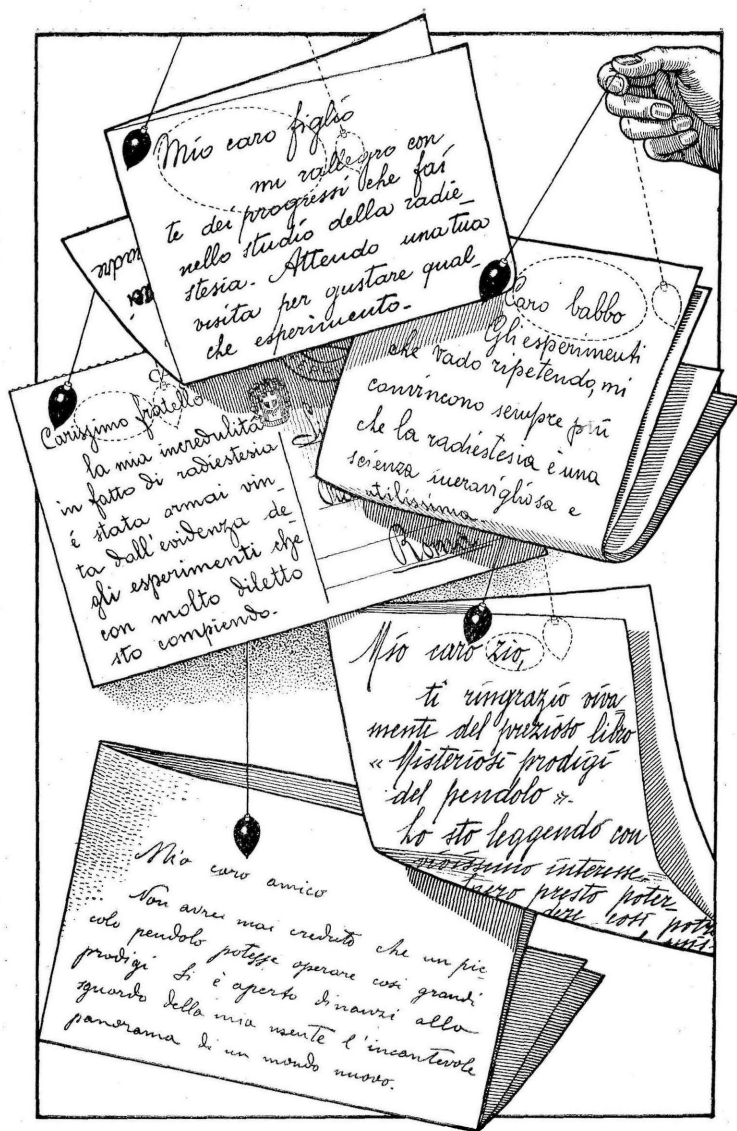 Mio caro figlio
mi rallegro con
te dei progressi che fai
nello studio della radie_
stesia. Attendo una tua
visita per gustare qual_
che esperimento.
Caro babbo
Gli esperimenti
che vado ripetendo, mi
convincono sempre più
che la radiestesia è una
scienza meravigliosa e
utilissima
Carissimo fratello
la mia incredulità
in fatto di radiestesia
è stata ormai vin_
ta dall'evidenza de_
gli esperimenti che
con molto diletto
sto compiendo.
Roma
Mio caro zio,
ti ringrazio viva
mente del prezioso libro
« Misteriosi prodigi
del pendolo ».
Lo sto leggendo con
vivissimo interesse
presto poter_
così
Mio caro amico
Non avrei mai creduto che un pic_
colo pendolo potesse operare così grandi
prodigi Si è aperto dinanzi allo
sguardo della mia mente l'incantevole
panorama di un mondo nuovo.